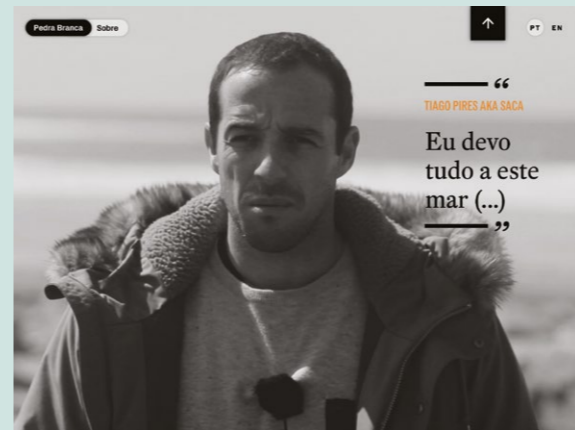 Pedra Branca Sobre
PT EN
“
TIAGO PIRES AKA SACA
Eu devo
tudo a este
mar (...)
”